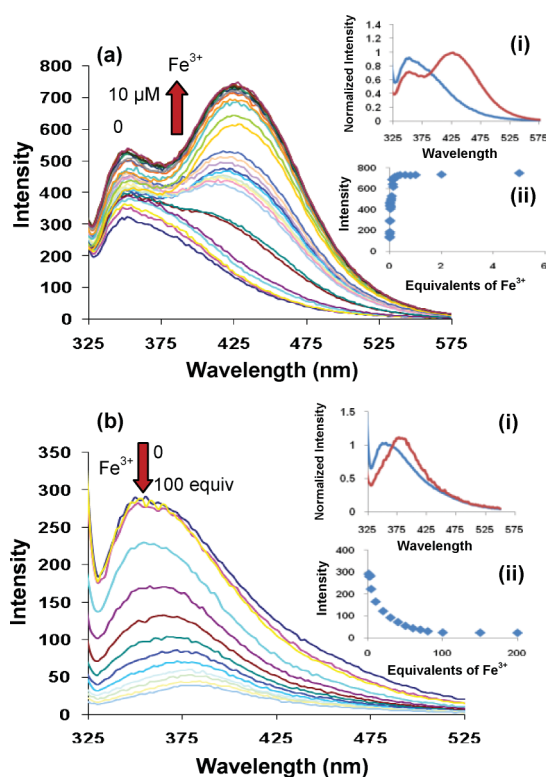 (a)
Fe³⁺
10 µM
0
800
700
600
500
400
300
200
100
0
Intensity
325 375 425 475 525 575
Wavelength (nm)
(i)
1.4
1.2
1
0.8
0.6
0.4
0.2
0
Normalized Intensity
325 375 425 475 525 575
Wavelength
(ii)
800
600
400
200
0
Intensity
0 2 4 6
Equivalents of Fe³⁺
(b)
0
Fe³⁺
100 equiv
350
300
250
200
150
100
50
0
Intensity
325 375 425 475 525
Wavelength (nm)
(i)
1.5
1
0.5
0
Normalized Intensity
325 375 425 475 525 575
Wavelength
(ii)
400
300
200
100
0
Intensity
0 100 200
Equivalents of Fe³⁺